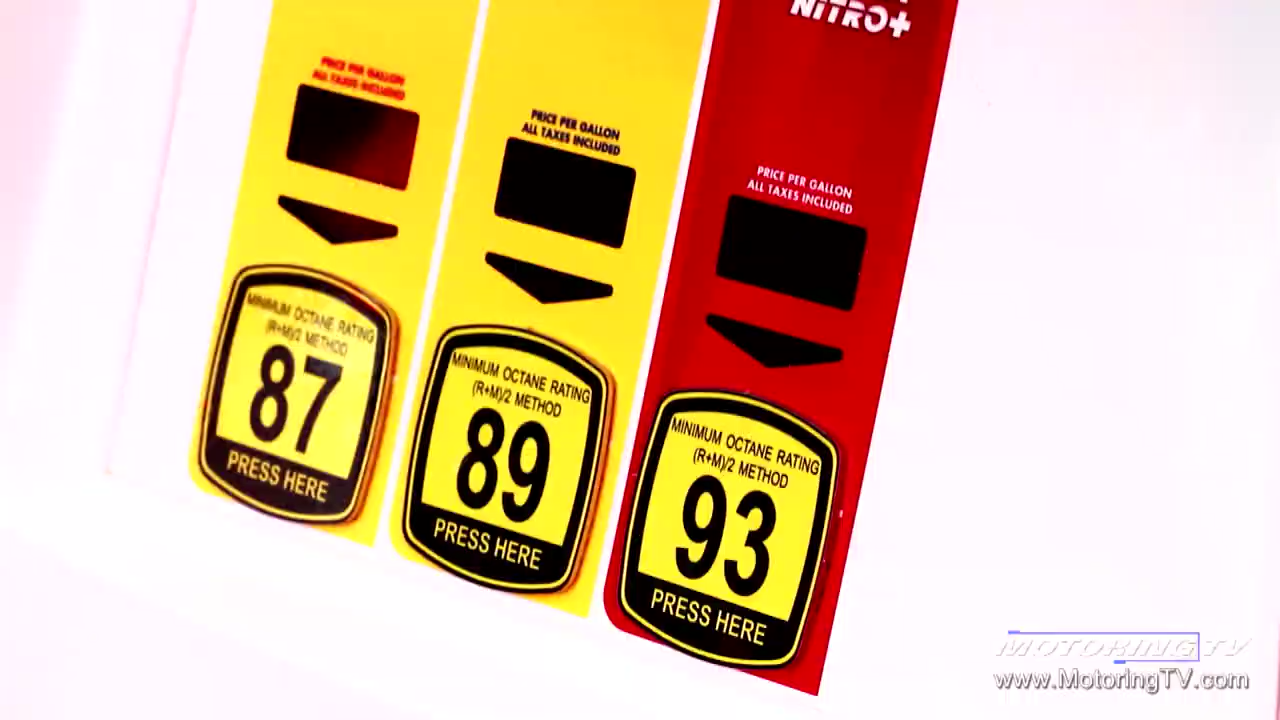 NITRO+
PRICE PER GALLON
ALL TAXES INCLUDED
MINIMUM OCTANE RATING
(R+M)/2 METHOD
87
PRESS HERE
PRICE PER GALLON
ALL TAXES INCLUDED
MINIMUM OCTANE RATING
(R+M)/2 METHOD
89
PRESS HERE
PRICE PER GALLON
ALL TAXES INCLUDED
MINIMUM OCTANE RATING
(R+M)/2 METHOD
93
PRESS HERE
MOTORING TV
www.MotoringTV.com